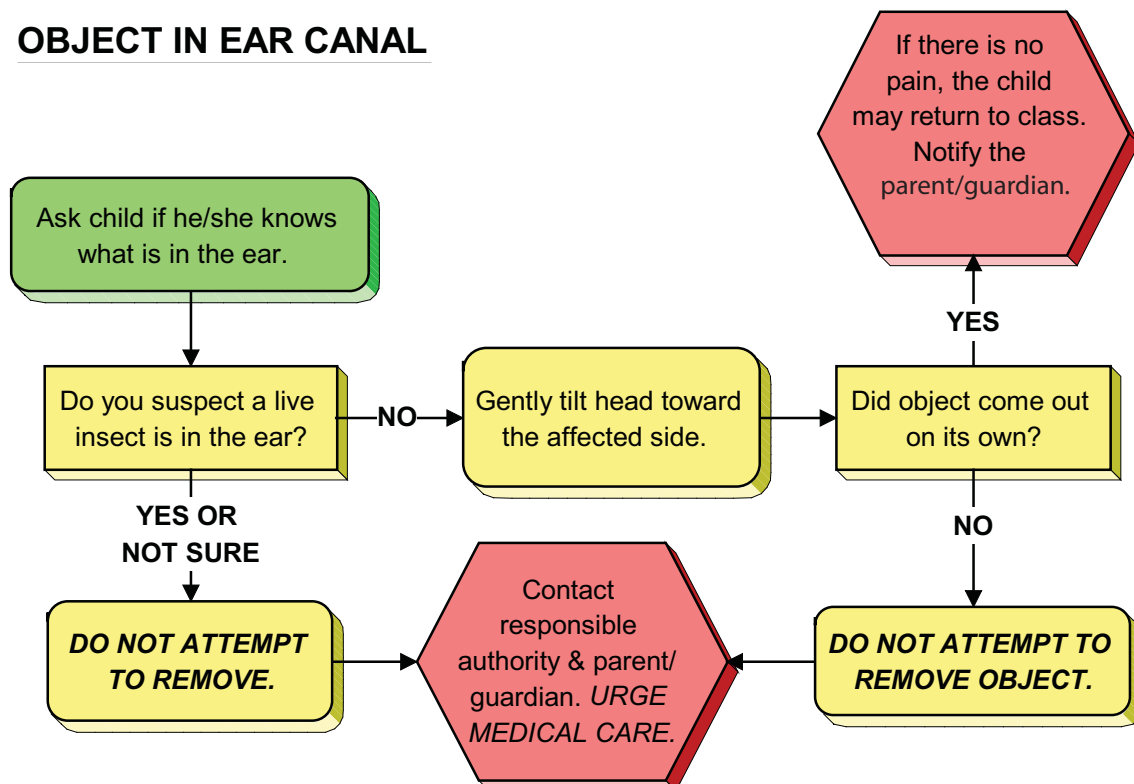 OBJECT IN EAR CANAL
If there is no
pain, the child
may return to class.
Notify the
parent/guardian.
Ask child if he/she knows
what is in the ear.
YES
Do you suspect a live
insect is in the ear?
NO
Gently tilt head toward
the affected side.
Did object come out
on its own?
YES OR
NOT SURE
NO
DO NOT ATTEMPT
TO REMOVE.
Contact
responsible
authority & parent/
guardian. URGE
MEDICAL CARE.
DO NOT ATTEMPT TO
REMOVE OBJECT.